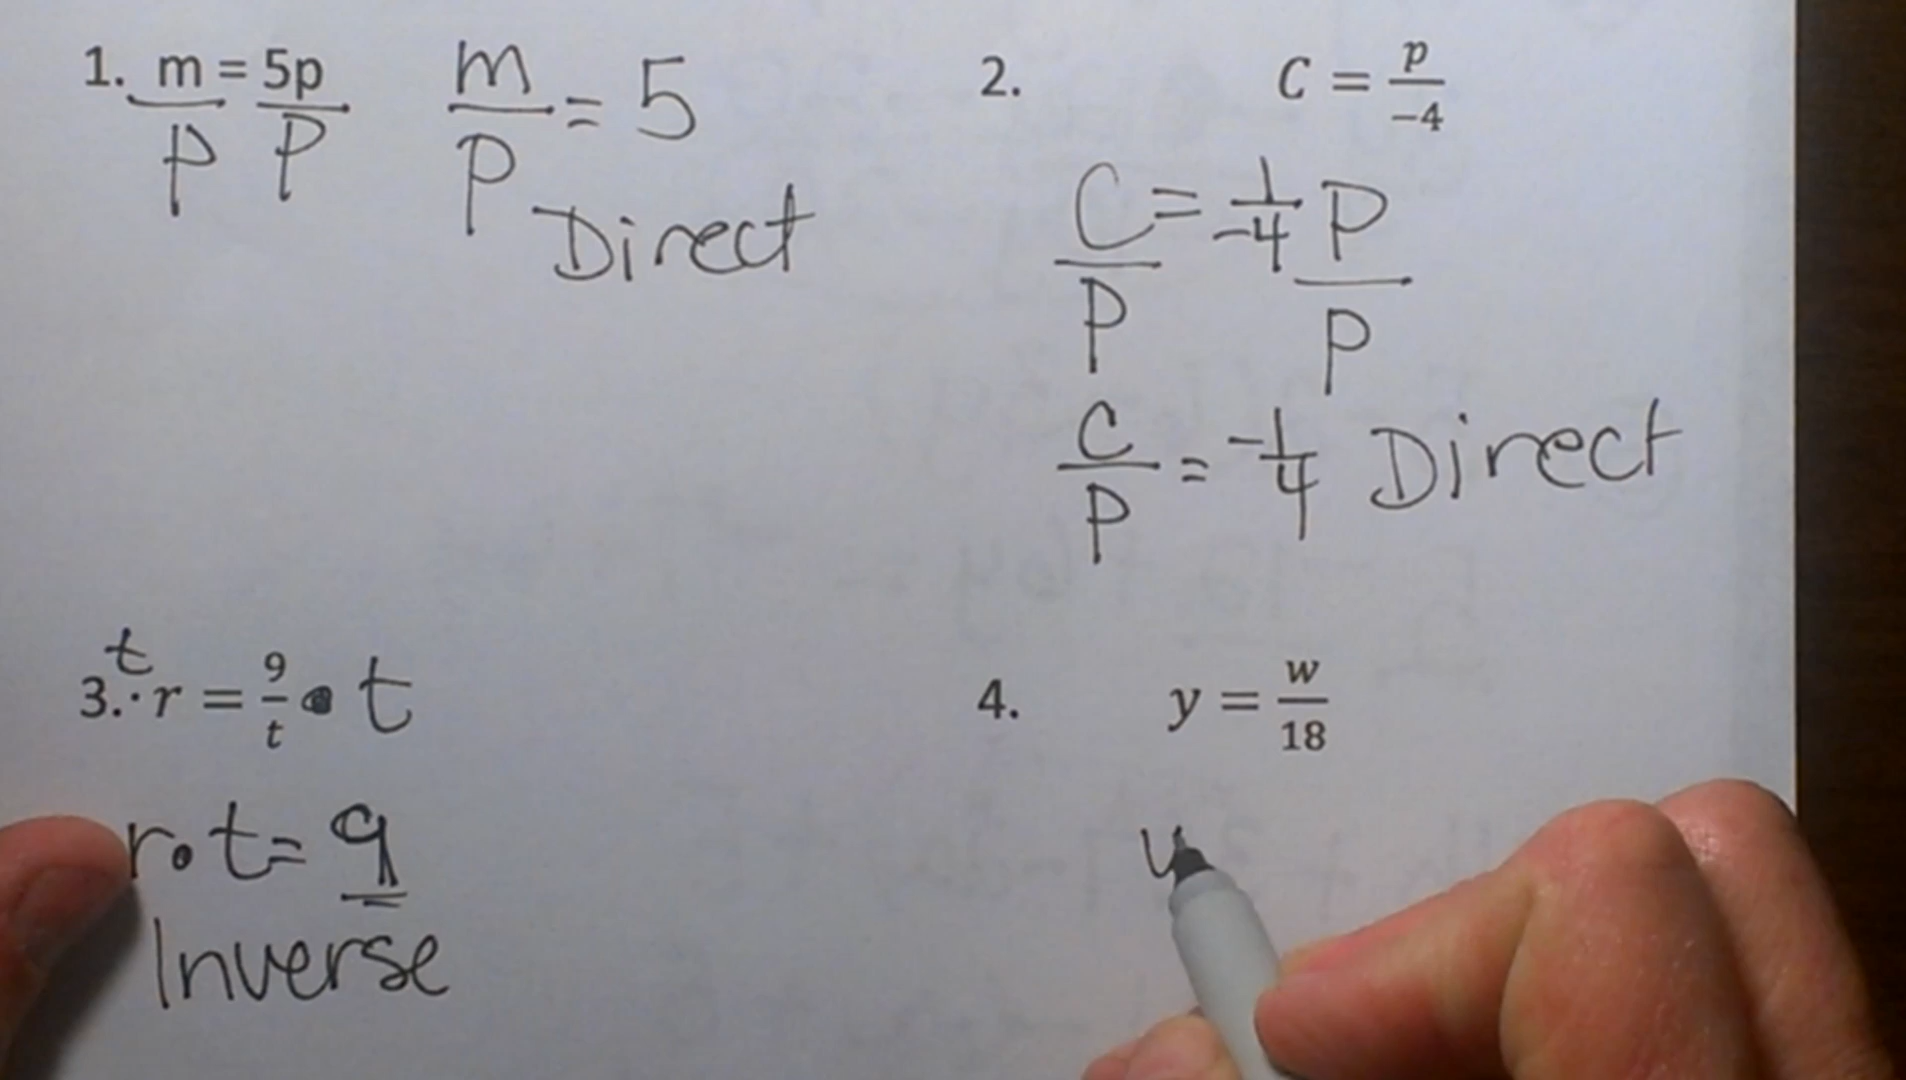 1. m = 5p
p p
m/p = 5
Direct
2. C = p/-4
C = 1/-4 P
P P
C/P = -1/4 Direct
3. t · r = 9/t · t
r · t = 9
Inverse
4. y = w/18